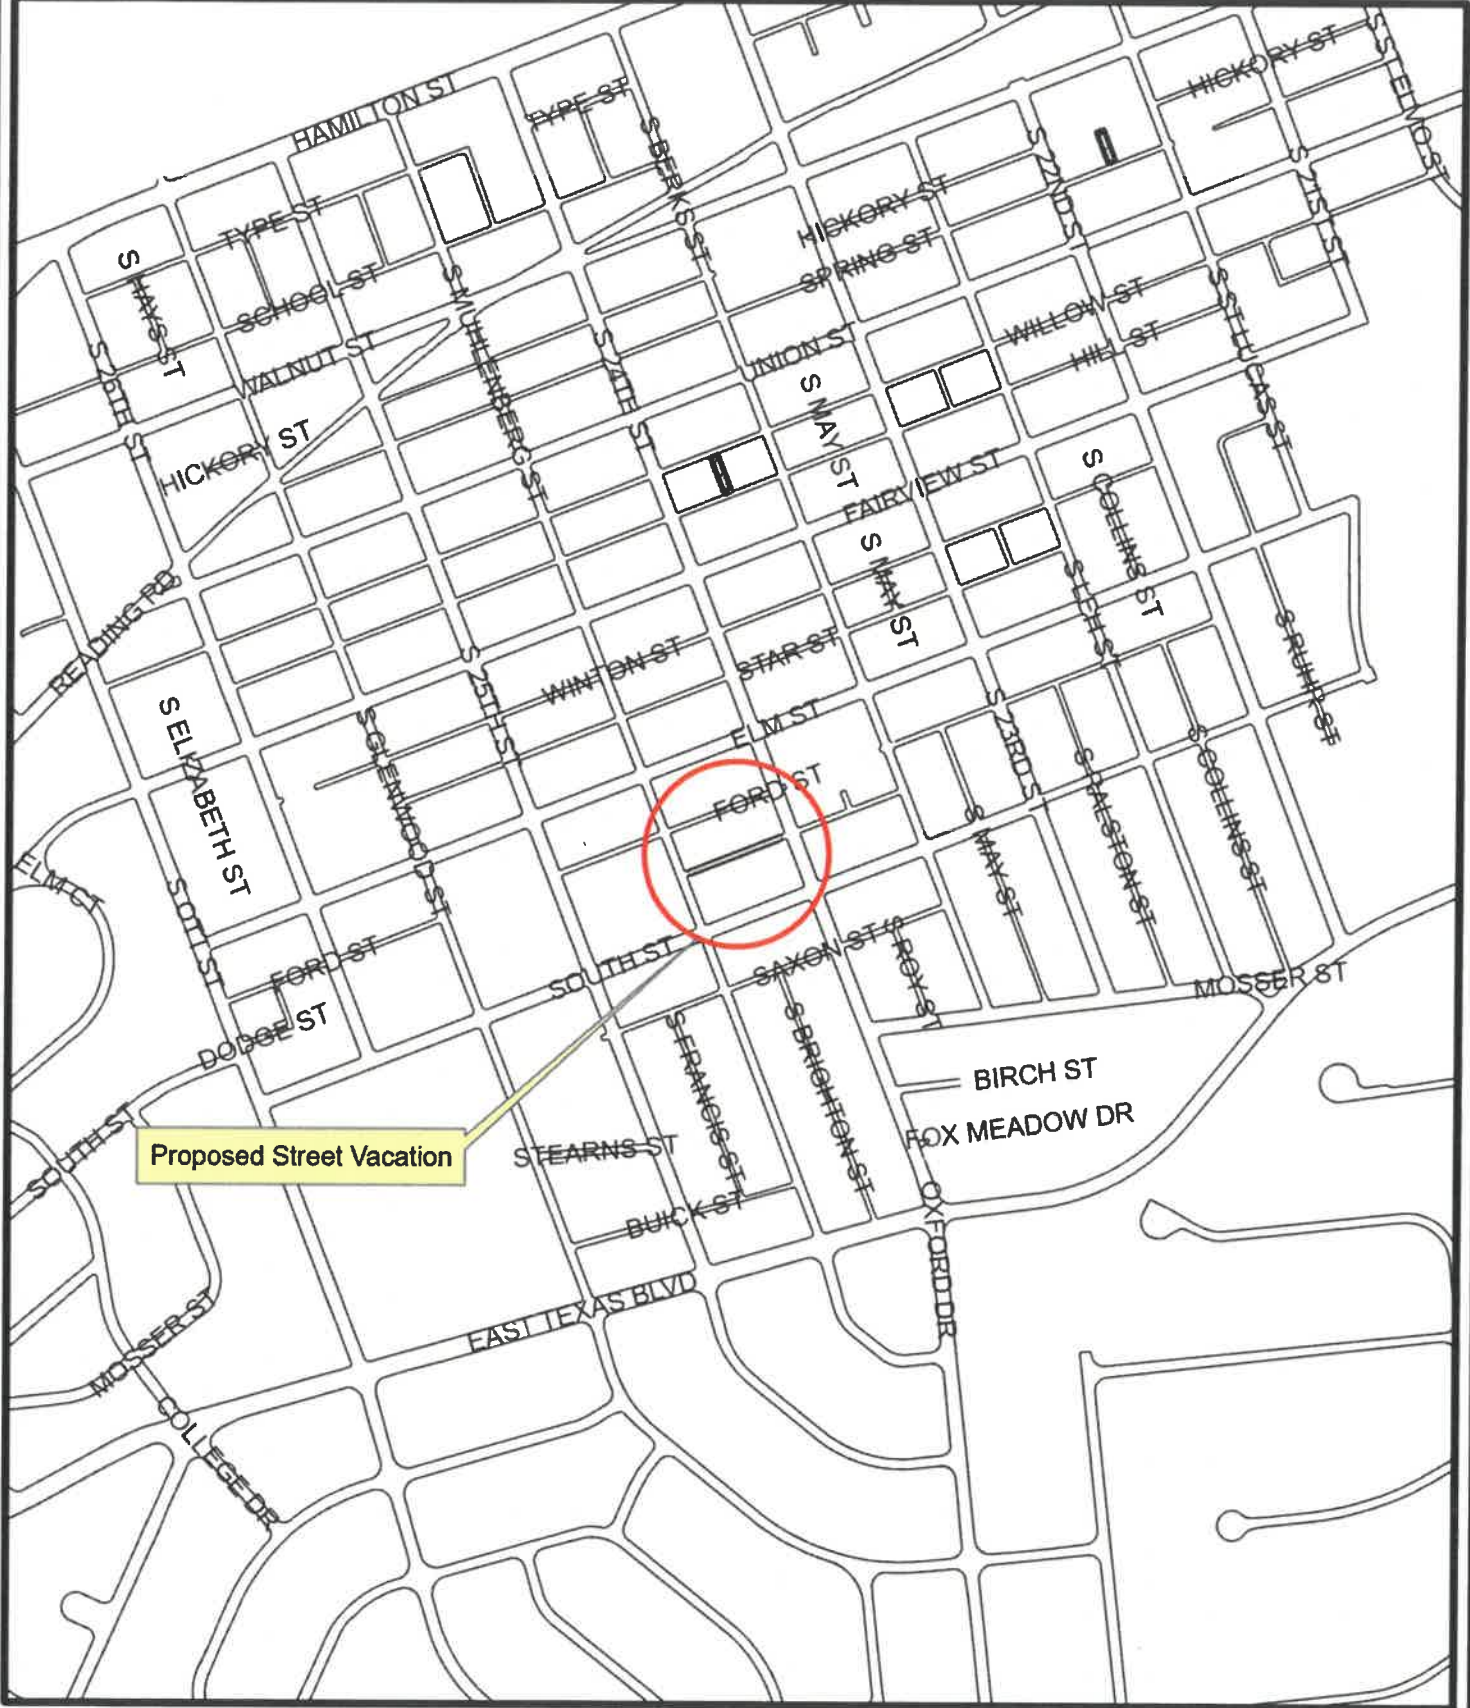 HICKORY ST
S ST ELMO ST
HAMILTON ST
TYPE ST
S BERKS ST
S 22ND ST
S 21ST ST
HICKORY ST
TYPE ST
SPRING ST
S HAYS ST
SCHOOL ST
S MUHLENBERG ST
WILLOW ST
S ST LUCAS ST
UNION ST
HILL ST
WALNUT ST
S 24TH ST
S 26TH ST
S MAY ST
HICKORY ST
FAIRVIEW ST
S COLLINS ST
S MAY ST
READING RD
S RUHR ST
STAR ST
WINTON ST
S 25TH ST
S ELIZABETH ST
S GLENWOOD ST
ELM ST
S 23RD ST
FORD ST
S COLLINS ST
S RALSTON ST
S MAY ST
ELM CT
SAXON ST
S ROY ST
FORD ST
SOUTH ST
MOSSER ST
DODGE ST
S FRANCIS ST
S BRIGHTON ST
BIRCH ST
FOX MEADOW DR
SOUTH ST
Proposed Street Vacation
STEARNS ST
BUICK ST
OXFORD DR
EAST TEXAS BLVD
MOSSER ST
COLLEGE DR